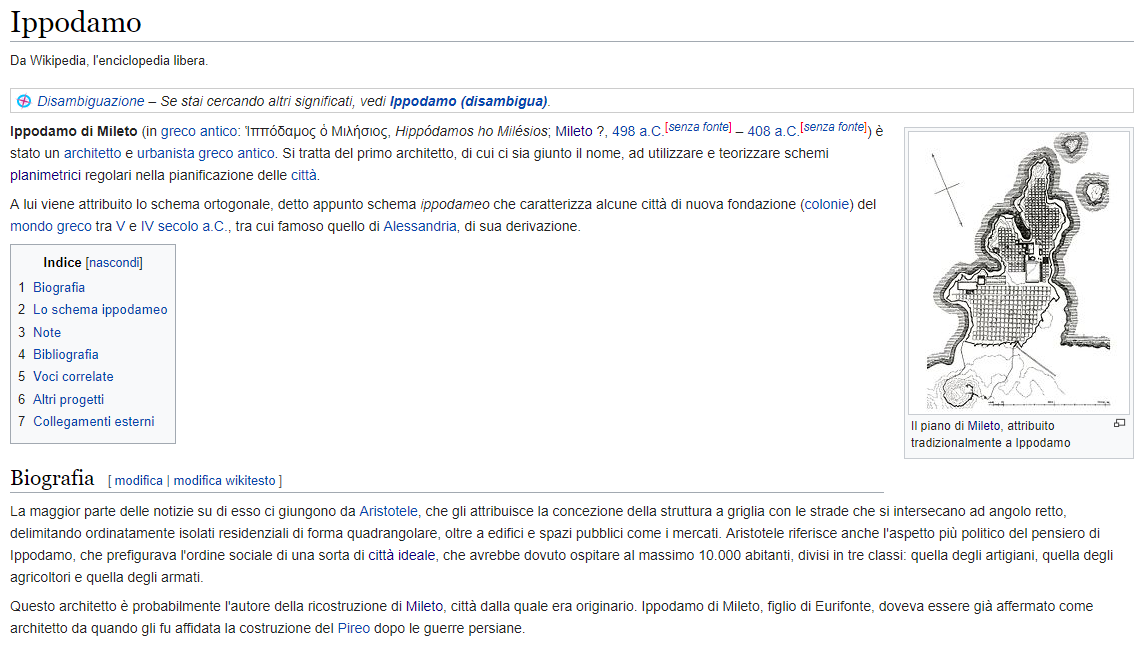 Ippodamo
Da Wikipedia, l'enciclopedia libera.
Disambiguazione – Se stai cercando altri significati, vedi Ippodamo (disambigua).
Ippodamo di Mileto (in greco antico: Ἱππόδαμος ὁ Μιλήσιος, Hippódamos ho Milésios; Mileto ?, 498 a.C.[senza fonte] – 408 a.C.[senza fonte]) è
stato un architetto e urbanista greco antico. Si tratta del primo architetto, di cui ci sia giunto il nome, ad utilizzare e teorizzare schemi
planimetrici regolari nella pianificazione delle città.
A lui viene attribuito lo schema ortogonale, detto appunto schema ippodameo che caratterizza alcune città di nuova fondazione (colonie) del
mondo greco tra V e IV secolo a.C., tra cui famoso quello di Alessandria, di sua derivazione.
Indice [nascondi]
1 Biografia
2 Lo schema ippodameo
3 Note
4 Bibliografia
5 Voci correlate
6 Altri progetti
7 Collegamenti esterni
Il piano di Mileto, attribuito
tradizionalmente a Ippodamo
Biografia [ modifica | modifica wikitesto ]
La maggior parte delle notizie su di esso ci giungono da Aristotele, che gli attribuisce la concezione della struttura a griglia con le strade che si intersecano ad angolo retto,
delimitando ordinatamente isolati residenziali di forma quadrangolare, oltre a edifici e spazi pubblici come i mercati. Aristotele riferisce anche l'aspetto più politico del pensiero di
Ippodamo, che prefigurava l'ordine sociale di una sorta di città ideale, che avrebbe dovuto ospitare al massimo 10.000 abitanti, divisi in tre classi: quella degli artigiani, quella degli
agricoltori e quella degli armati.
Questo architetto è probabilmente l'autore della ricostruzione di Mileto, città dalla quale era originario. Ippodamo di Mileto, figlio di Eurifonte, doveva essere già affermato come
architetto da quando gli fu affidata la costruzione del Pireo dopo le guerre persiane.